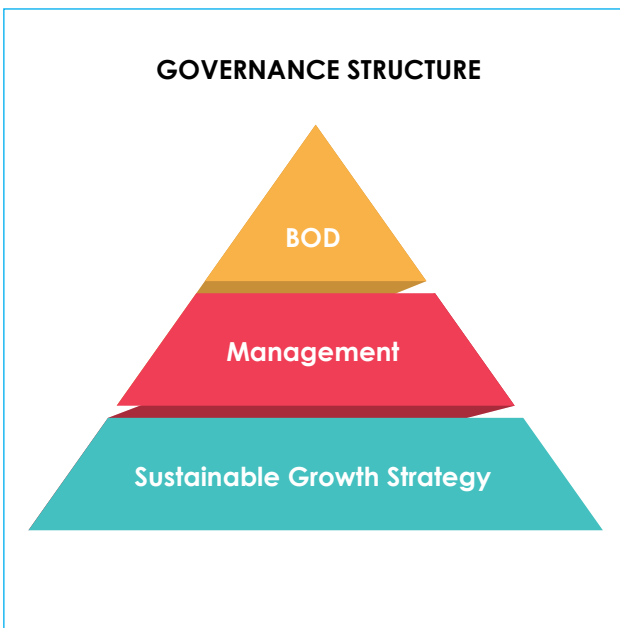 GOVERNANCE STRUCTURE
BOD
Management
Sustainable Growth Strategy